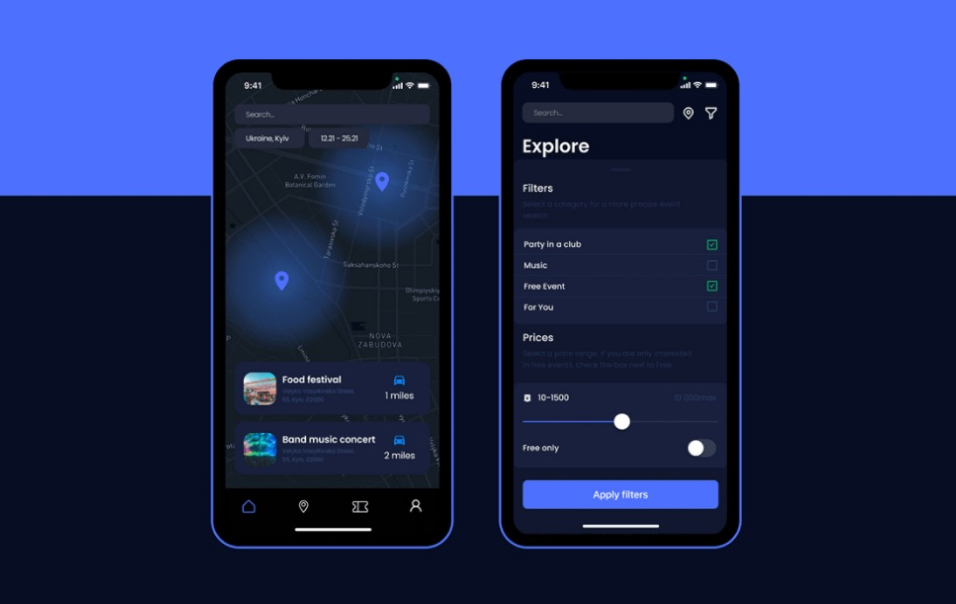 9:41
Search...
Ukraine, Kyiv
12.21 - 25.21
A.V. Fomin
Botanical Garden
Tarasivska St
Saksahanskoho St
Olimpiyskiy
Sports Ce
NOVA
ZABUDOVA
Food festival
1 miles
Band music concert
2 miles
9:41
Search...
Explore
Filters
Select a category for a more precise event
search
Party in a club
Music
Free Event
For You
Prices
Select a price range, if you are only interested
in free events, check the box next to Free
10-1500
10 000max
Free only
Apply filters